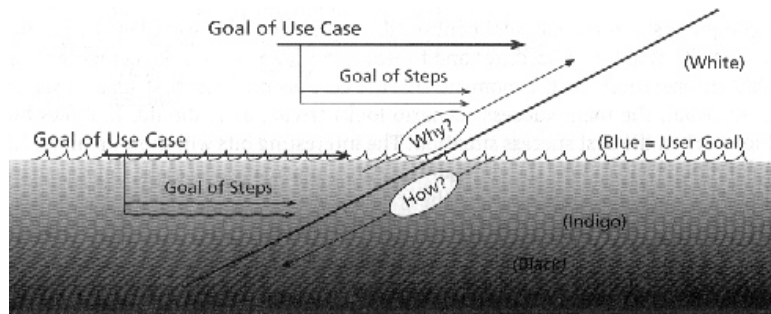 Goal of Use Case
(White)
Goal of Steps
Why?
Goal of Use Case
(Blue = User Goal)
Goal of Steps
How?
(Indigo)
(Black)